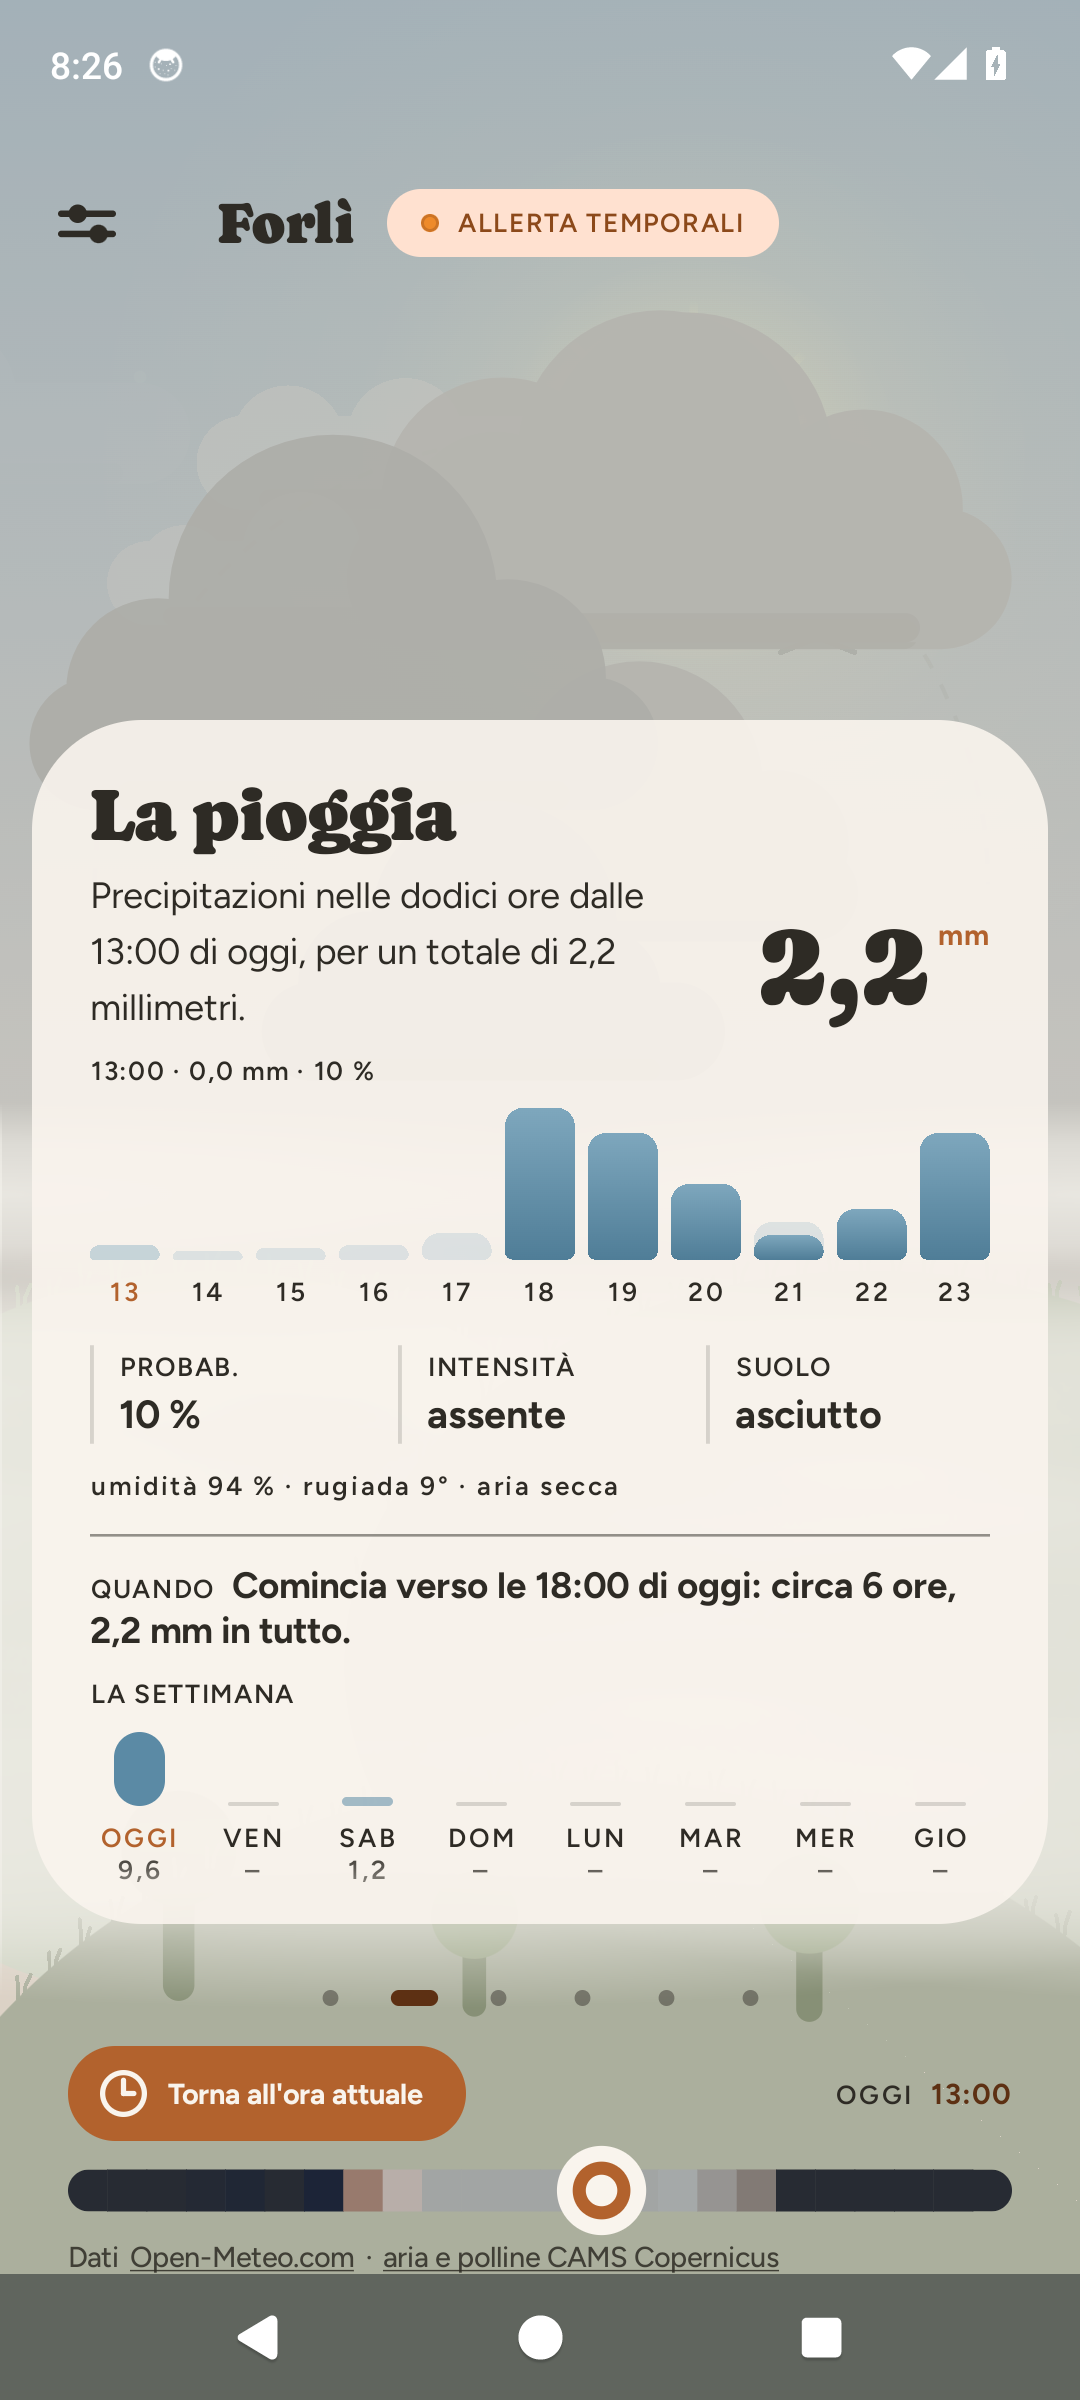 8:26
Forlì
ALLERTA TEMPORALI
La pioggia
Precipitazioni nelle dodici ore dalle
13:00 di oggi, per un totale di 2,2
millimetri.
2,2 mm
13:00 · 0,0 mm · 10 %
13 14 15 16 17 18 19 20 21 22 23
PROBAB. INTENSITÀ SUOLO
10 % assente asciutto
umidità 94 % · rugiada 9° · aria secca
QUANDO Comincia verso le 18:00 di oggi: circa 6 ore,
2,2 mm in tutto.
LA SETTIMANA
OGGI VEN SAB DOM LUN MAR MER GIO
9,6 – 1,2 – – – – –
Torna all'ora attuale
OGGI 13:00
Dati Open-Meteo.com · aria e polline CAMS Copernicus